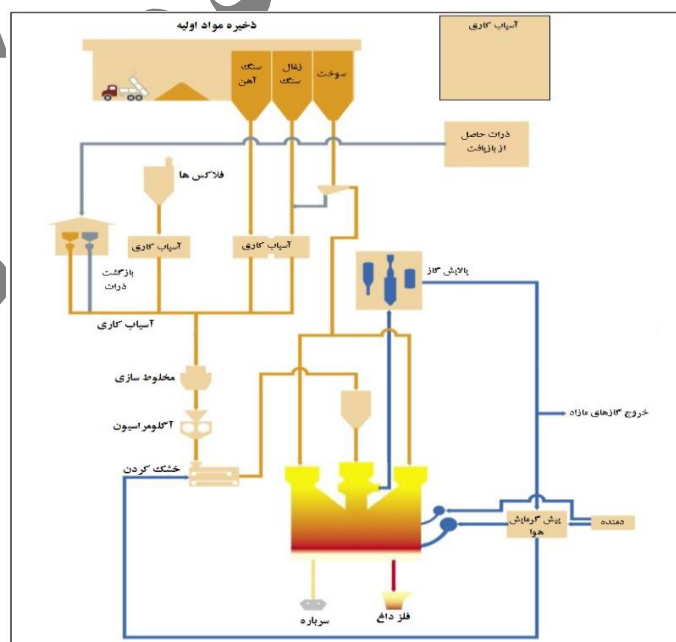 ذخیره مواد اولیه
آسیاب کاری
سنگ
آهن
زغال
سنگ
سوخت
ذرات حاصل
از بازیافت
فلاکس ها
آسیاب کاری
آسیاب کاری
بازگشت
ذرات
پالایش گاز
آسیاب کاری
مخلوط سازی
آگلومراسیون
خشک کردن
خروج گازهای مازاد
پیش گرمایش
هوا
دمنده
سرباره
فلز داغ